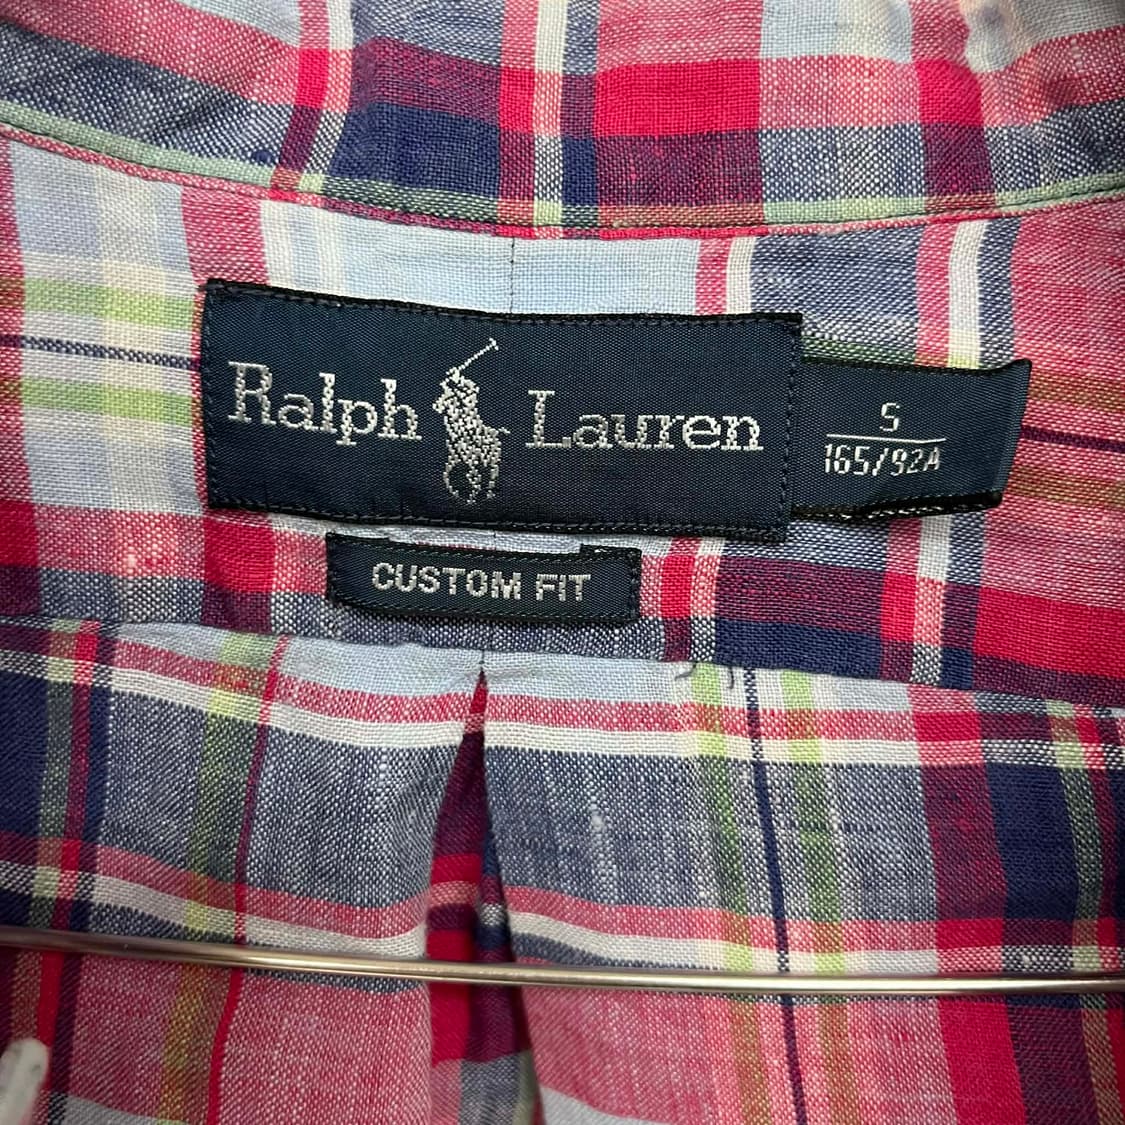 Ralph Lauren
S
165/92A
CUSTOM FIT